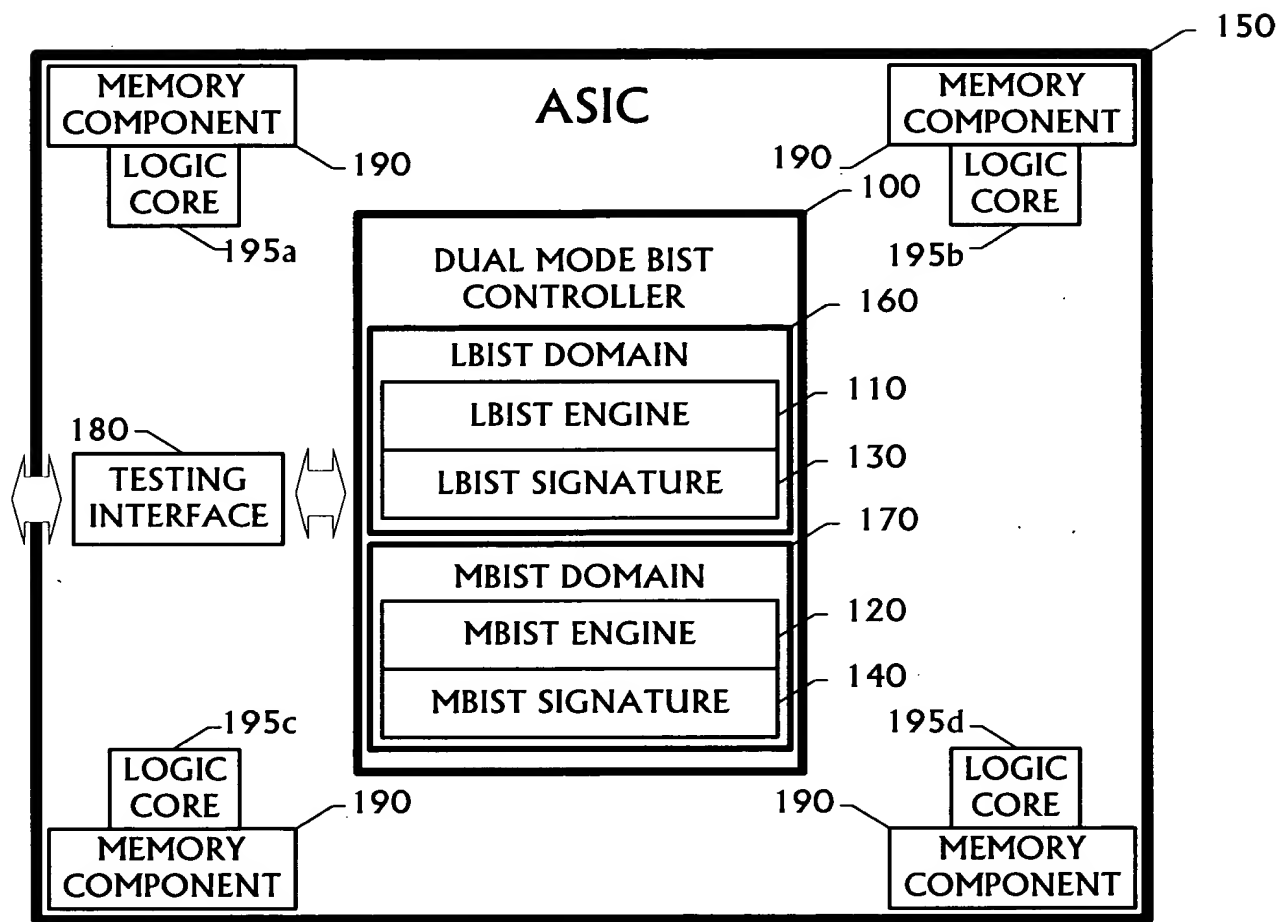 150
MEMORY
COMPONENT
190
LOGIC
CORE
195a
ASIC
MEMORY
COMPONENT
190
LOGIC
CORE
195b
100
DUAL MODE BIST
CONTROLLER
160
LBIST DOMAIN
LBIST ENGINE
110
LBIST SIGNATURE
130
180
TESTING
INTERFACE
170
MBIST DOMAIN
MBIST ENGINE
120
MBIST SIGNATURE
140
195c
LOGIC
CORE
190
MEMORY
COMPONENT
195d
LOGIC
CORE
190
MEMORY
COMPONENT